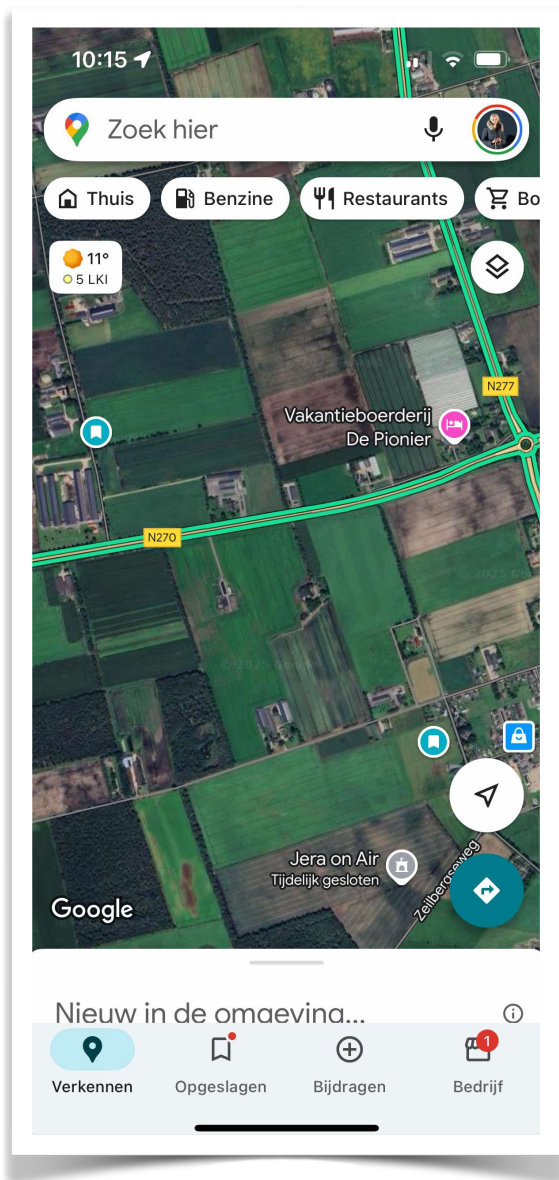 10:15
Zoek hier
Thuis
Benzine
Restaurants
Bo
11°
5 LKI
N277
Vakantieboerderij
De Pionier
N270
Jera on Air
Tijdelijk gesloten
Zeilbergseweg
Google
Nieuw in de omgeving...
1
Verkennen
Opgeslagen
Bijdragen
Bedrijf